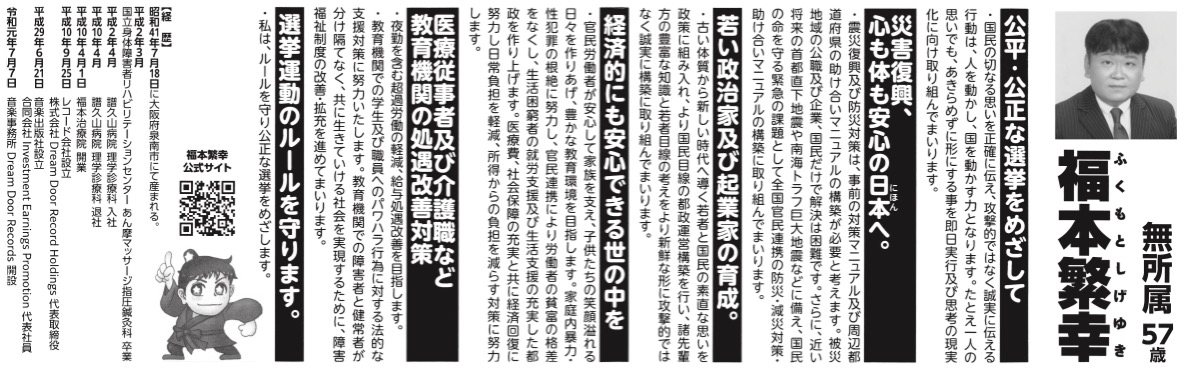 無所属 57歳
ふくもとしげゆき
福本繁幸
公平・公正な選挙をめざして
・国民の切なる思いを正確に伝え、攻撃的ではなく誠実に伝える
行動は、人を動かし、国を動かす力となります。たとえ一人の
思いでも、あきらめずに形にする事を即日実行及び思考の現実
化に向け取り組んでまいります。
災害復興、
心も体も安心の日本へ。
にほん
・震災復興及び防災対策は、事前の対策マニュアル及び周辺都
道府県の助け合いマニュアルの構築が必要と考えます。被災
地域の公職及び企業、国民だけで解決は困難です。さらに、近い
将来の首都直下地震や南海トラフ巨大地震などに備え、国民
の命を守る緊急の課題として全国官民連携の防災・減災対策・
助け合いマニュアルの構築に取り組んでまいります。
若い政治家及び起業家の育成。
・古い体質から新しい時代へ導く若者と国民の素直な思いを
政策に組み入れ、より国民目線の都政運営構築を行い、諸先輩
方の豊富な知識と若者目線の考えをより新鮮な形に攻撃的では
なく誠実に構築に取り組んでまいります。
経済的にも安心できる世の中を
・官民労働者が安心して家族を支え、子供たちの笑顔溢れる
日々を作りあげ、豊かな教育環境を目指します。家庭内暴力・
性犯罪の根絶に努力し、官民連携により労働者の貧富の格差
をなくし、生活困窮者の就労支援及び生活支援の充実した都
政を作り上げます。医療費、社会保障の充実と共に経済回復に
努力し日常負担を軽減、所得からの負担を減らす対策に努力
します。
医療従事者及び介護職など
教育機関の処遇改善対策
・夜勤を含む超過労働の軽減、給与処遇改善を目指します。
・教育機関での学生及び職員へのパワハラ行為に対する法的な
支援対策に努力いたします。教育機関での障害者と健常者が
分け隔てなく、共に生きていける社会を実現するために、障害
福祉制度の改善・拡充を進めてまいります。
選挙運動のルールを守ります。
・私は、ルールを守り公正な選挙をめざします。
福本繁幸
公式サイト
【経 歴】
昭和41年7月18日に大阪府泉南市にて産まれる。
平成2年3月
国立身体障害者リハビリテーションセンター あん摩マッサージ指圧鍼灸科 卒業
平成2年4月 譜久山病院 理学診療科 入社
平成10年4月 譜久山病院 理学診療科 退社
平成10年4月1日 福本治療院 開業
平成10年9月25日 レコード会社設立
株式会社 Dream Door Record Holdings 代表取締役
平成29年6月21日 音楽出版社設立
合同会社 Investment Earnings Promotion 代表社員
令和元年7月7日 音楽事務所 Dream Door Records 開設